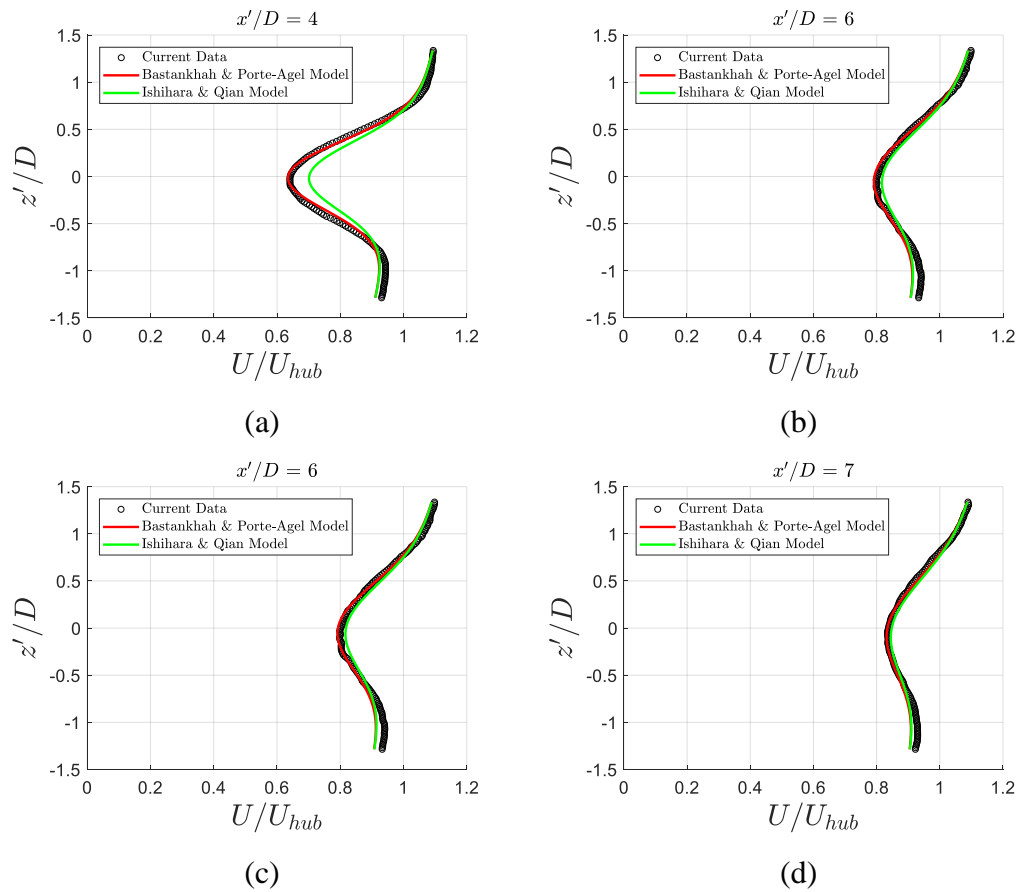 x′/D = 4
1.5
1
0.5
0
-0.5
-1
-1.5
z′/D
Current Data
Bastankhah & Porte-Agel Model
Ishihara & Qian Model
0 0.2 0.4 0.6 0.8 1 1.2
U/U_hub
(a)
x′/D = 6
1.5
1
0.5
0
-0.5
-1
-1.5
z′/D
Current Data
Bastankhah & Porte-Agel Model
Ishihara & Qian Model
0 0.2 0.4 0.6 0.8 1 1.2
U/U_hub
(b)
x′/D = 6
1.5
1
0.5
0
-0.5
-1
-1.5
z′/D
Current Data
Bastankhah & Porte-Agel Model
Ishihara & Qian Model
0 0.2 0.4 0.6 0.8 1 1.2
U/U_hub
(c)
x′/D = 7
1.5
1
0.5
0
-0.5
-1
-1.5
z′/D
Current Data
Bastankhah & Porte-Agel Model
Ishihara & Qian Model
0 0.2 0.4 0.6 0.8 1 1.2
U/U_hub
(d)